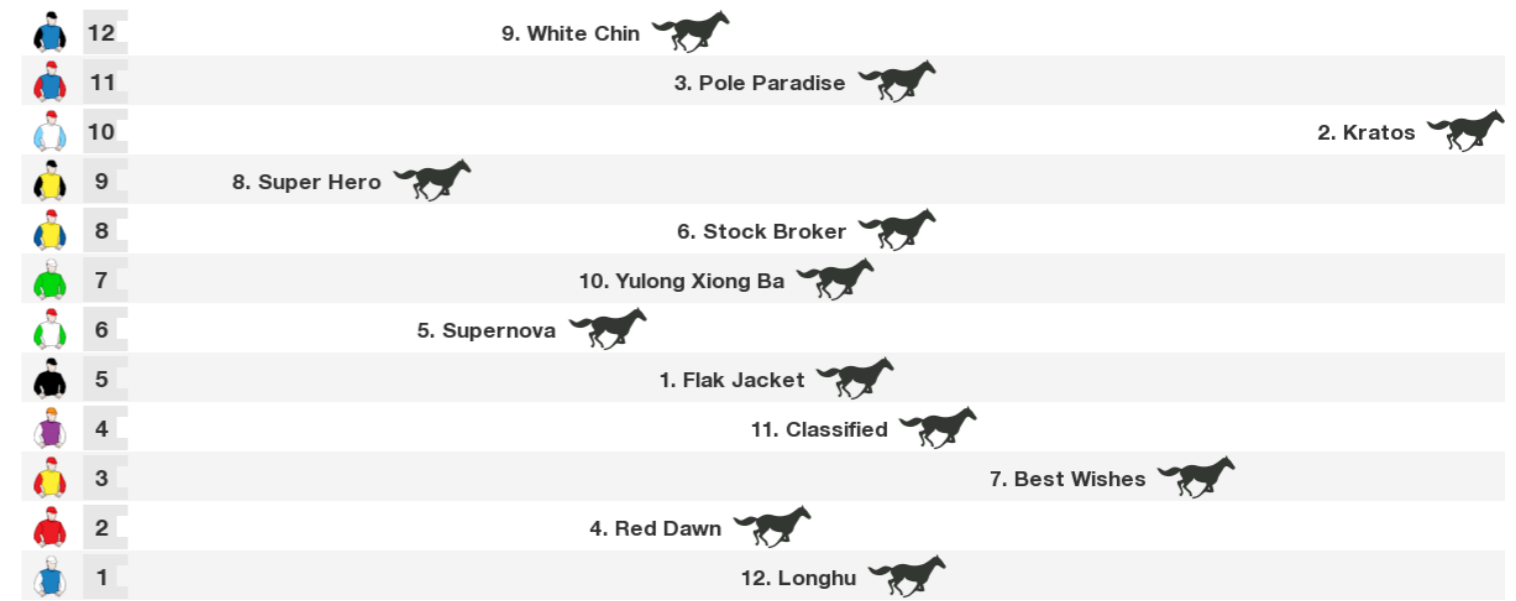 12 9. White Chin
11 3. Pole Paradise
10 2. Kratos
9 8. Super Hero
8 6. Stock Broker
7 10. Yulong Xiong Ba
6 5. Supernova
5 1. Flak Jacket
4 11. Classified
3 7. Best Wishes
2 4. Red Dawn
1 12. Longhu